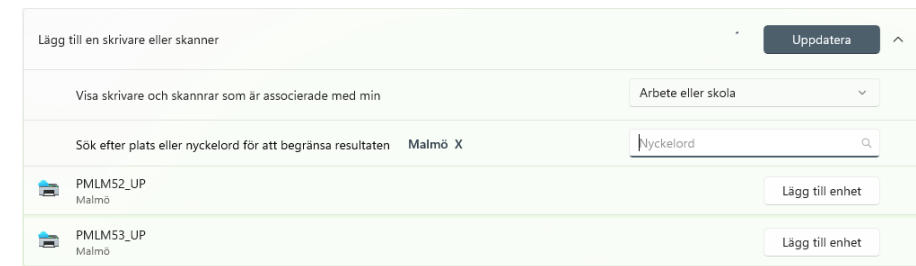 Lägg till en skrivare eller skanner Uppdatera
Visa skrivare och skannrar som är associerade med min Arbete eller skola
Sök efter plats eller nyckelord för att begränsa resultaten Malmö X Nyckelord
PMLM52_UP
Malmö
Lägg till enhet
PMLM53_UP
Malmö
Lägg till enhet